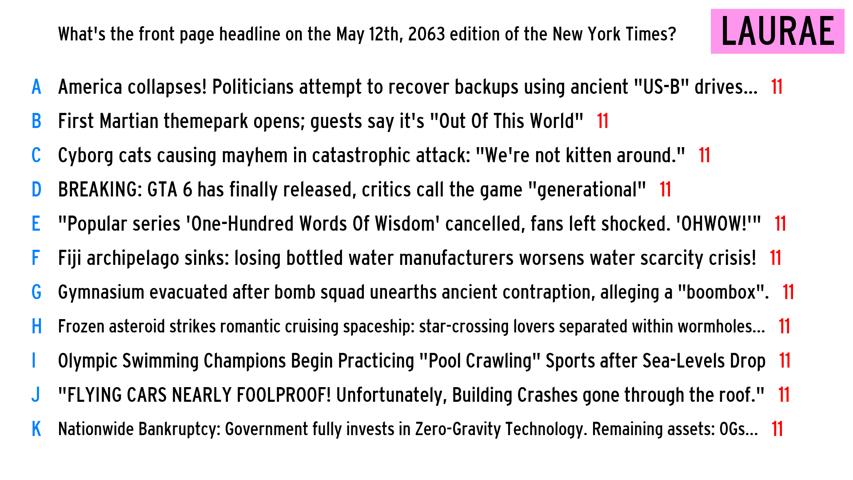 What's the front page headline on the May 12th, 2063 edition of the New York Times? LAURAE
A America collapses! Politicians attempt to recover backups using ancient "US-B" drives... 11
B First Martian themepark opens; guests say it's "Out Of This World" 11
C Cyborg cats causing mayhem in catastrophic attack: "We're not kitten around." 11
D BREAKING: GTA 6 has finally released, critics call the game "generational" 11
E "Popular series 'One-Hundred Words Of Wisdom' cancelled, fans left shocked. 'OHWOW!'" 11
F Fiji archipelago sinks: losing bottled water manufacturers worsens water scarcity crisis! 11
G Gymnasium evacuated after bomb squad unearths ancient contraption, alleging a "boombox". 11
H Frozen asteroid strikes romantic cruising spaceship: star-crossing lovers separated within wormholes... 11
I Olympic Swimming Champions Begin Practicing "Pool Crawling" Sports after Sea-Levels Drop 11
J "FLYING CARS NEARLY FOOLPROOF! Unfortunately, Building Crashes gone through the roof." 11
K Nationwide Bankruptcy: Government fully invests in Zero-Gravity Technology. Remaining assets: OGs... 11